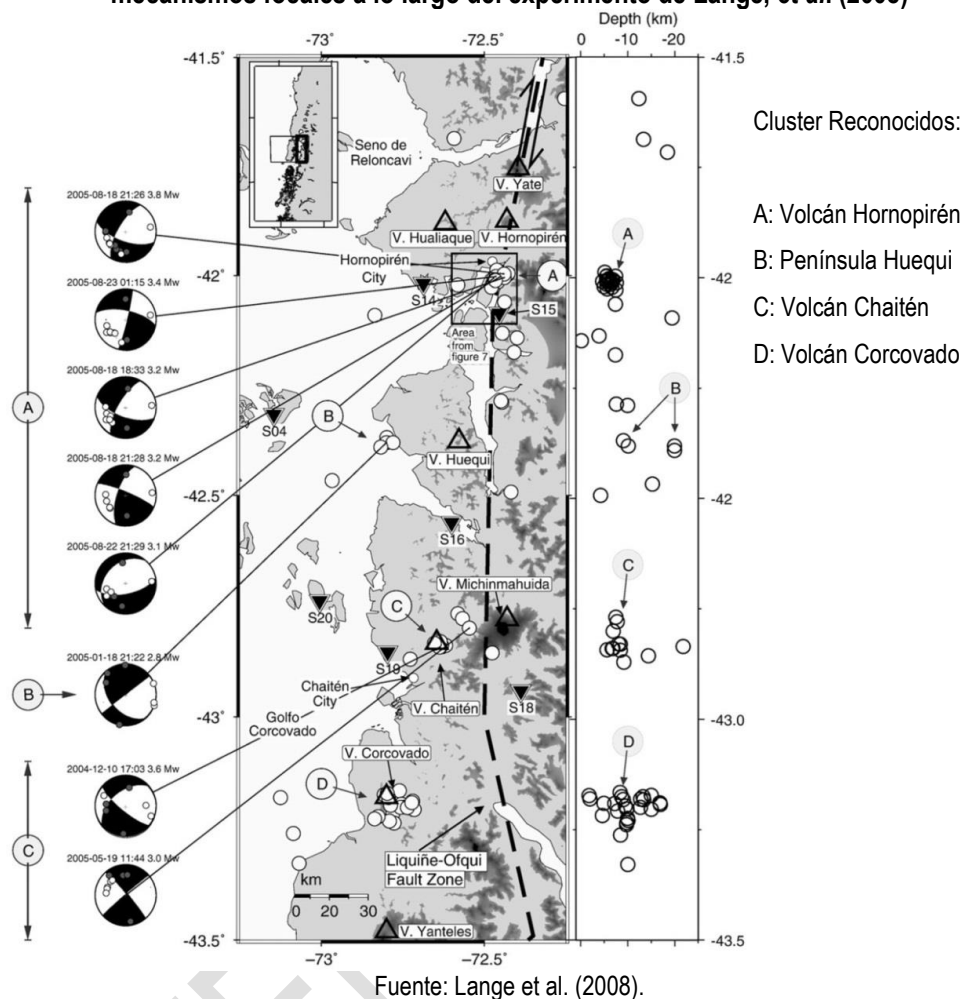 mecanismos focales a lo largo del experimento de Lange, et al. (2008)
Depth (km)
-73° -72.5° 0 -10 -20
-41.5° -41.5
Seno de
Reloncavi
V. Yate
V. Hualiaque V. Hornopirén
Hornopirén
City
-42° -42
S14
A
S15
Area
from
figure 7
A
B
S04
V. Huequi
B
-42.5° -42
S16
V. Michinmahuida
C
S20
C
S19
Chaitén
City
V. Chaitén
S18
-43° -43.0
Golfo
Corcovado
V. Corcovado
D
D
Liquiñe-Ofqui
Fault Zone
km
0 10 20 30
V. Yanteles
-43.5° -43.5
-73° -72.5°
2005-08-18 21:26 3.8 Mw
2005-08-23 01:15 3.4 Mw
2005-08-18 18:33 3.2 Mw
A
2005-08-18 21:28 3.2 Mw
2005-08-22 21:29 3.1 Mw
2005-01-18 21:22 2.8 Mw
B
2004-12-10 17:03 3.6 Mw
C
2005-05-19 11:44 3.0 Mw
Cluster Reconocidos:
A: Volcán Hornopirén
B: Península Huequi
C: Volcán Chaitén
D: Volcán Corcovado
Fuente: Lange et al. (2008).